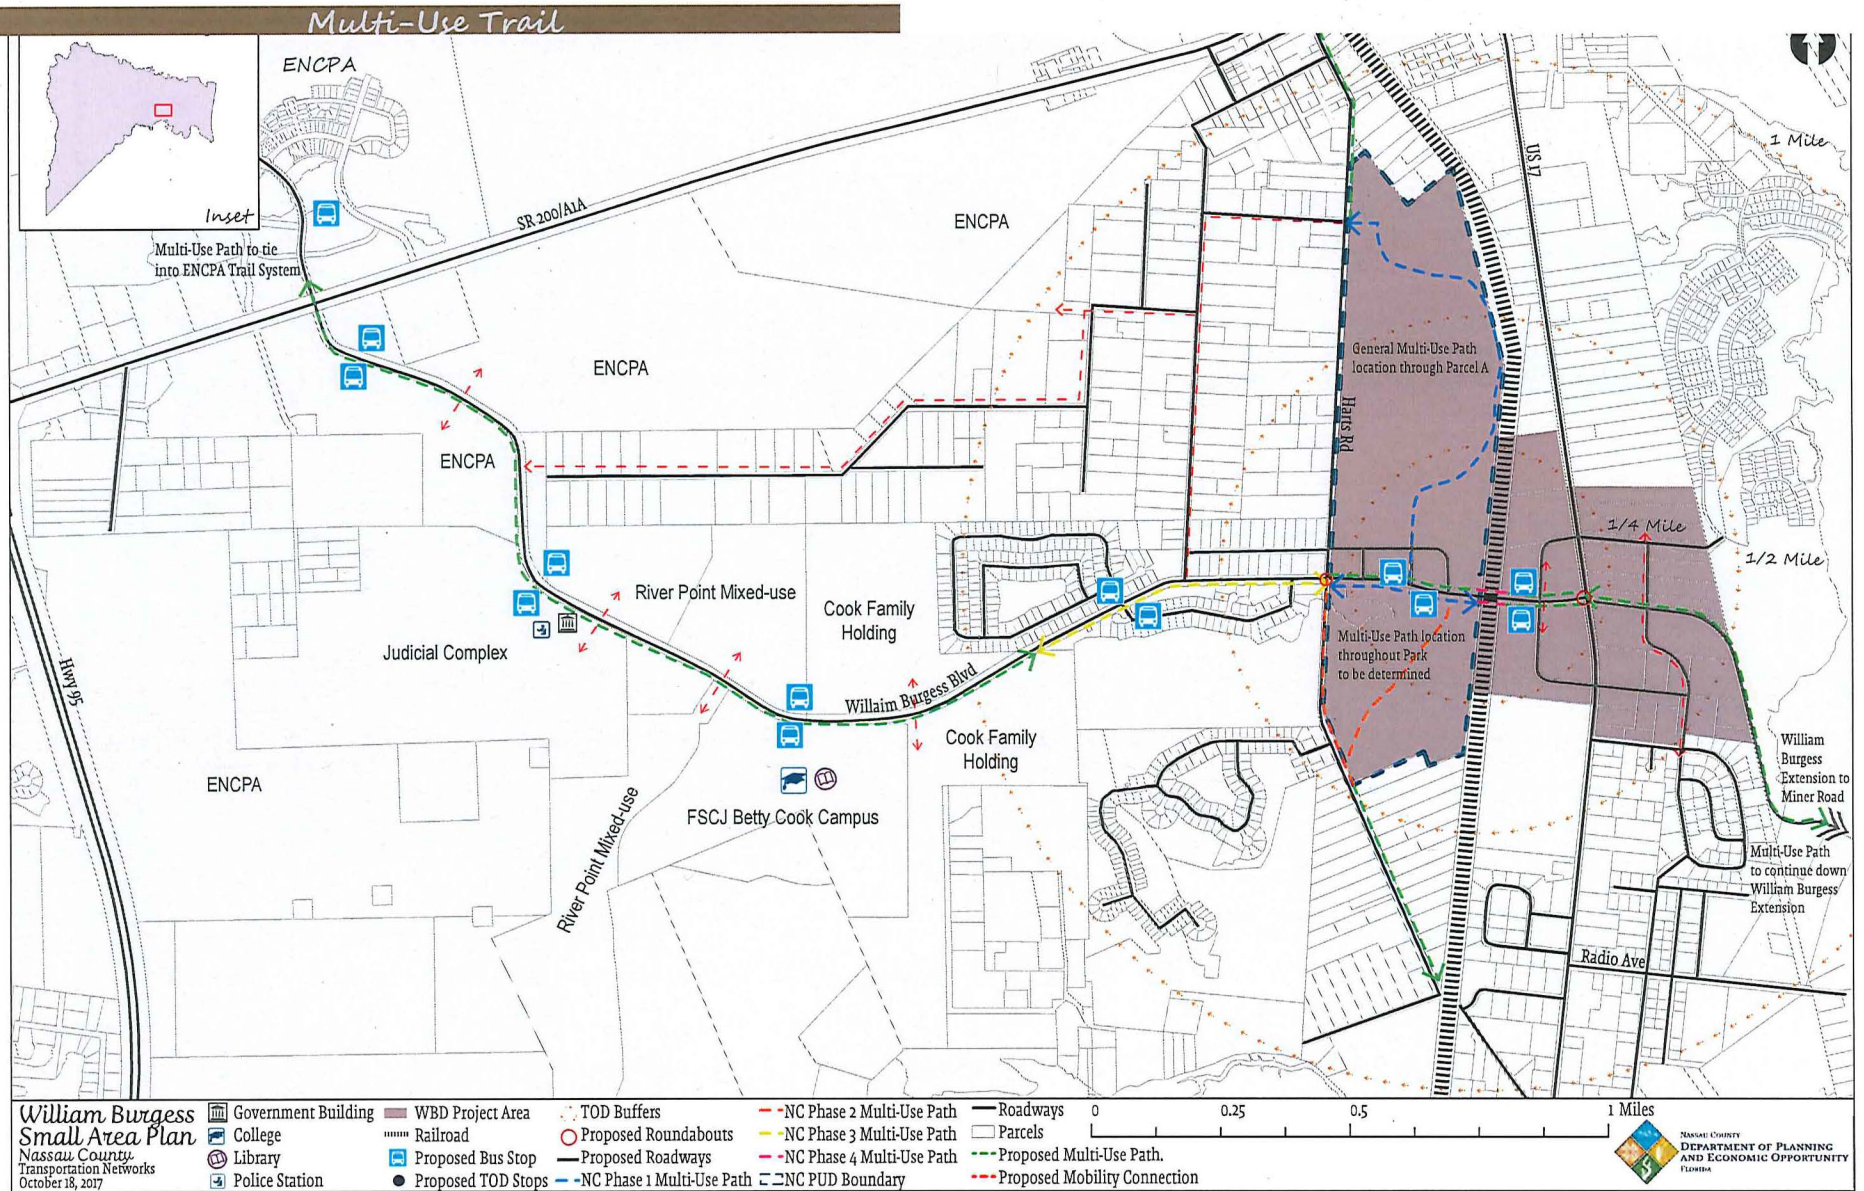 Multi-Use Trail
ENCPA
Inset
Multi-Use Path to tie
into ENCPA Trail System
SR 200/A1A
ENCPA
US 17
1 Mile
ENCPA
General Multi-Use Path
location through Parcel A
Harts Rd
ENCPA
1/4 Mile
1/2 Mile
River Point Mixed-use
Cook Family
Holding
Judicial Complex
Hwy 95
Multi-Use Path location
throughout Park
to be determined
Willaim Burgess Blvd
Cook Family
Holding
William
Burgess
Extension to
Miner Road
ENCPA
FSCJ Betty Cook Campus
River Point Mixed-use
Multi-Use Path
to continue down
William Burgess
Extension
Radio Ave
William Burgess
Small Area Plan
Nassau County
Transportation Networks
October 18, 2017
Government Building
College
Library
Police Station
WBD Project Area
Railroad
Proposed Bus Stop
Proposed TOD Stops
TOD Buffers
Proposed Roundabouts
Proposed Roadways
NC Phase 1 Multi-Use Path
NC Phase 2 Multi-Use Path
NC Phase 3 Multi-Use Path
NC Phase 4 Multi-Use Path
NC PUD Boundary
Roadways
Parcels
Proposed Multi-Use Path.
Proposed Mobility Connection
0 0.25 0.5 1 Miles
NASSAU COUNTY
DEPARTMENT OF PLANNING
AND ECONOMIC OPPORTUNITY
FLORIDA